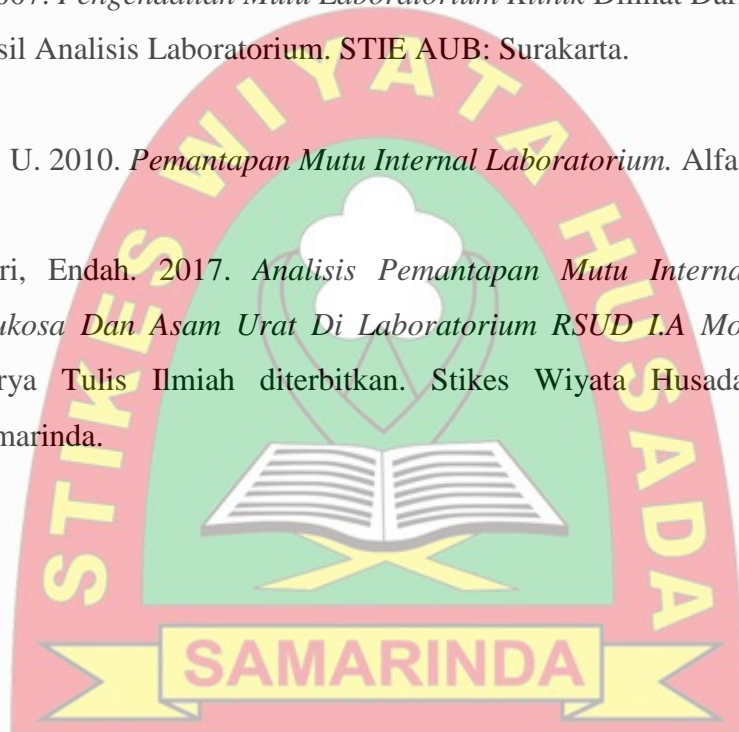 007. Pengendalian Mutu Laboratorium Klinik Dilihat Dari
sil Analisis Laboratorium. STIE AUB: Surakarta.
U. 2010. Pemantapan Mutu Internal Laboratorium. Alfa
ri, Endah. 2017. Analisis Pemantapan Mutu Interna
ukosa Dan Asam Urat Di Laboratorium RSUD I.A Mo
rya Tulis Ilmiah diterbitkan. Stikes Wiyata Husada
marinda.
STIKES WIYATA HUSADA
SAMARINDA